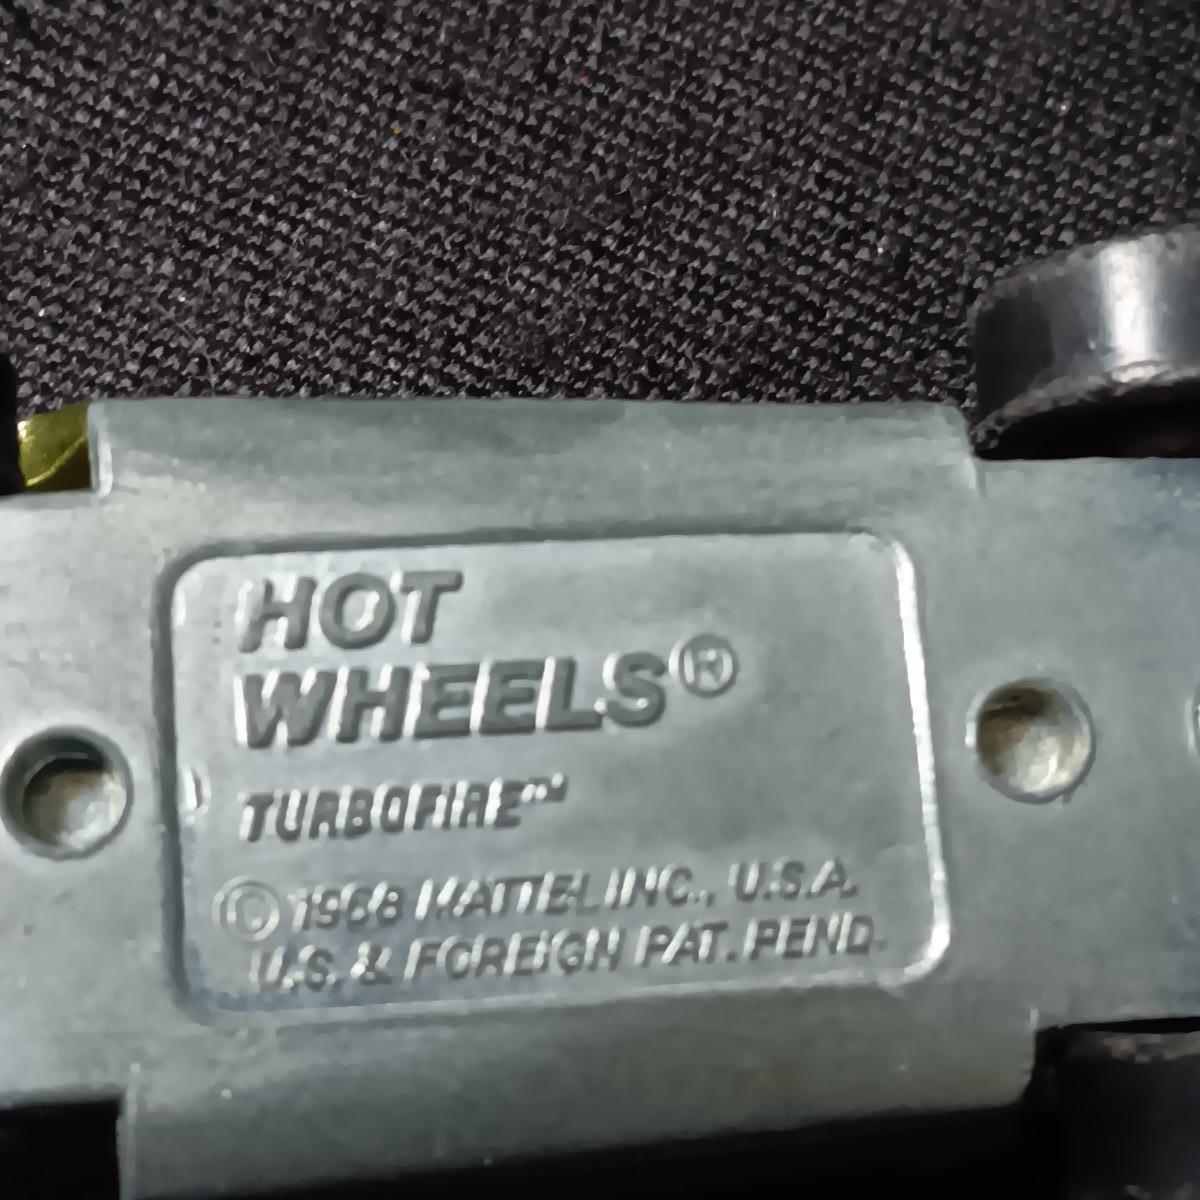 HOT
WHEELS®
TURBOFIRE™
© 1968 MATTEL INC., U.S.A.
U.S. & FOREIGN PAT. PEND.